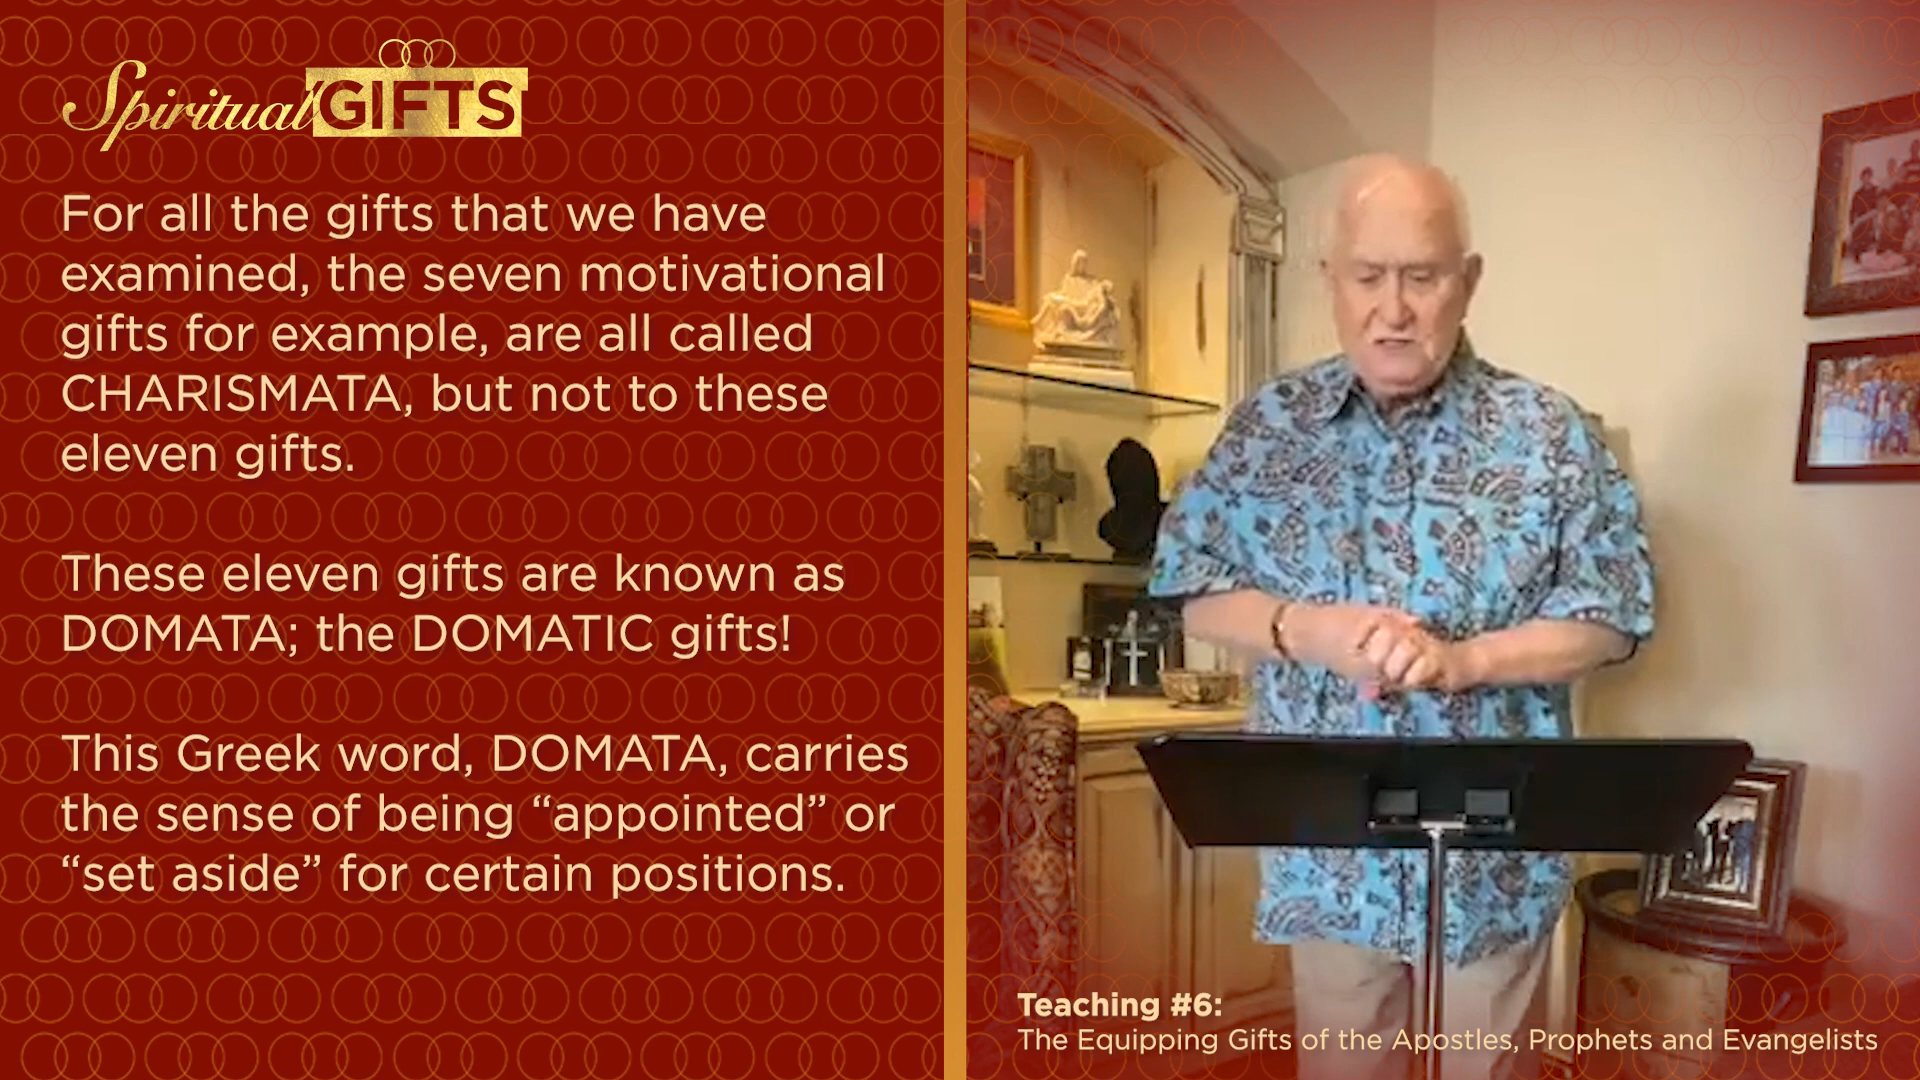 Spiritual GIFTS
For all the gifts that we have
examined, the seven motivational
gifts for example, are all called
CHARISMATA, but not to these
eleven gifts.
These eleven gifts are known as
DOMATA; the DOMATIC gifts!
This Greek word, DOMATA, carries
the sense of being “appointed” or
“set aside” for certain positions.
Teaching #6:
The Equipping Gifts of the Apostles, Prophets and Evangelists